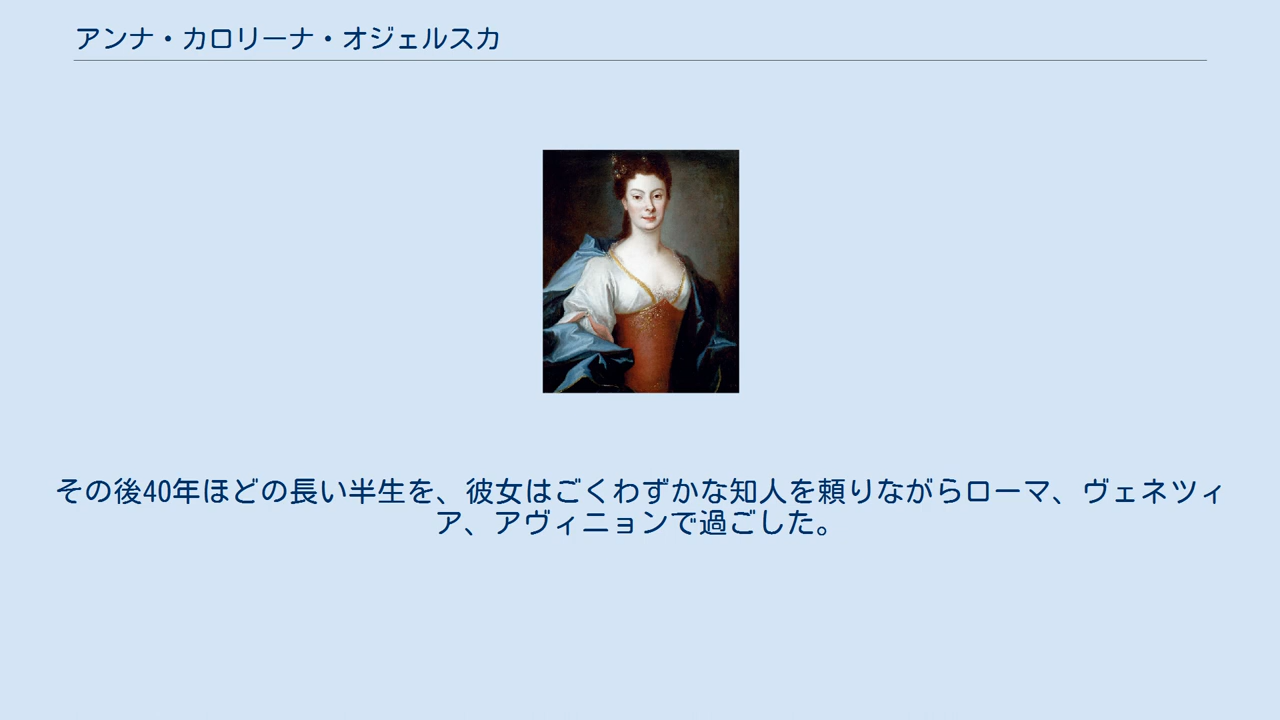 アンナ・カロリーナ・オジェルスカ
その後40年ほどの長い半生を、彼女はごくわずかな知人を頼りながらローマ、ヴェネツィ
ア、アヴィニョンで過ごした。